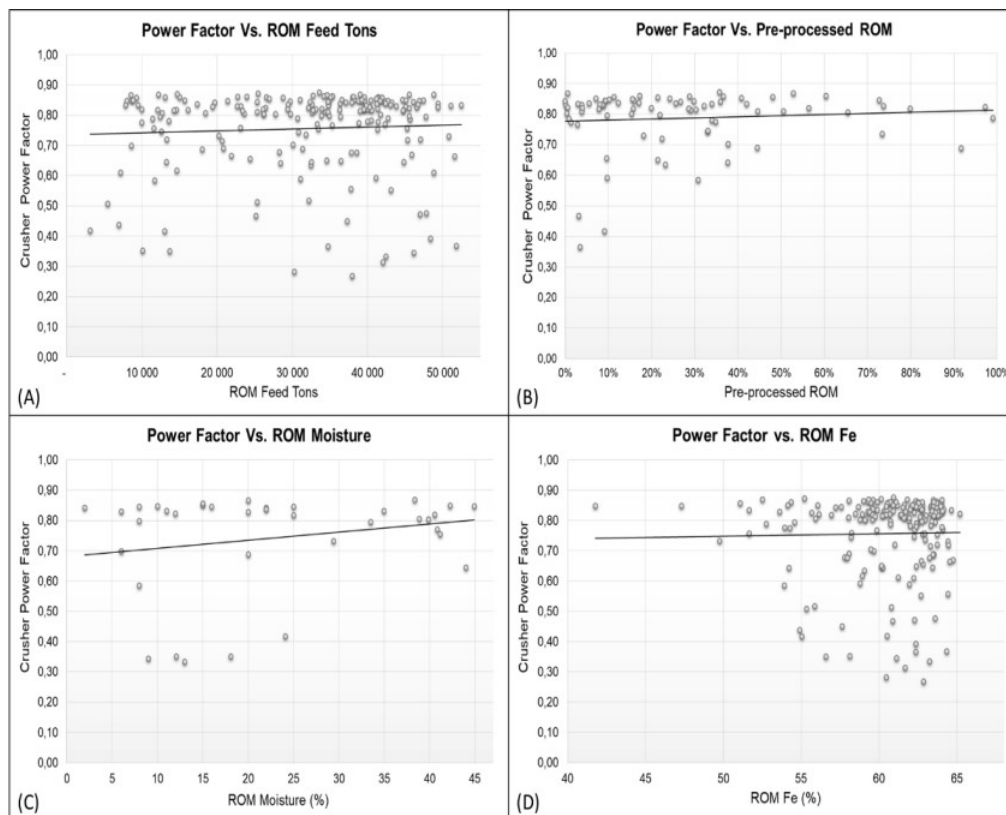 Power Factor Vs. ROM Feed Tons
1,00
0,90
0,80
0,70
0,60
0,50
0,40
0,30
0,20
0,10
0,00
Crusher Power Factor
- 10 000 20 000 30 000 40 000 50 000
ROM Feed Tons
(A)
Power Factor Vs. Pre-processed ROM
1,00
0,90
0,80
0,70
0,60
0,50
0,40
0,30
0,20
0,10
0,00
Crusher Power Factor
0% 10% 20% 30% 40% 50% 60% 70% 80% 90% 100%
Pre-processed ROM
(B)
Power Factor Vs. ROM Moisture
1,00
0,90
0,80
0,70
0,60
0,50
0,40
0,30
0,20
0,10
0,00
Crusher Power Factor
0 5 10 15 20 25 30 35 40 45
ROM Moisture (%)
(C)
Power Factor vs. ROM Fe
1,00
0,90
0,80
0,70
0,60
0,50
0,40
0,30
0,20
0,10
0,00
Crusher Power Factor
40 45 50 55 60 65
ROM Fe (%)
(D)